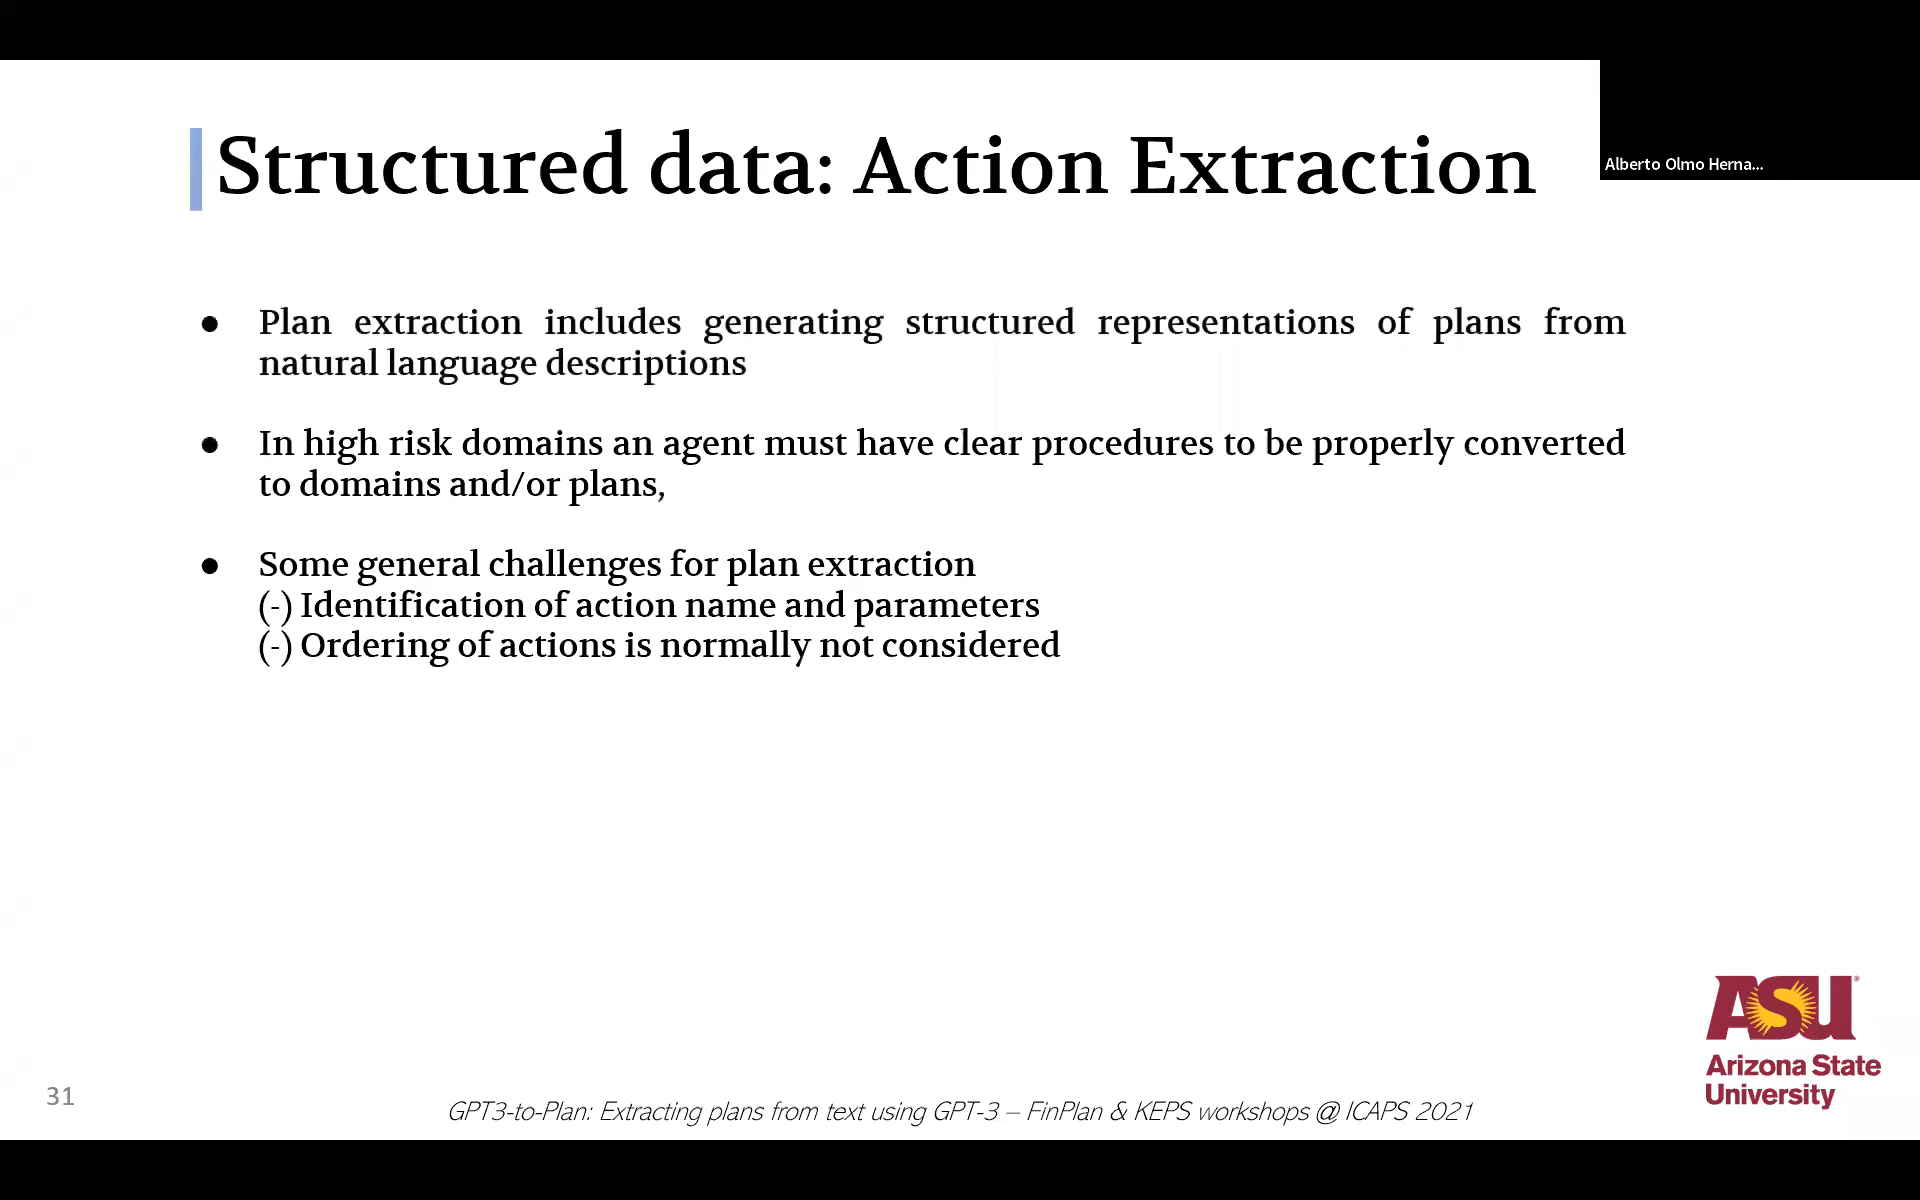 Structured data: Action Extraction
Alberto Olmo Herna...
● Plan extraction includes generating structured representations of plans from
natural language descriptions
● In high risk domains an agent must have clear procedures to be properly converted
to domains and/or plans,
● Some general challenges for plan extraction
(-) Identification of action name and parameters
(-) Ordering of actions is normally not considered
ASU
Arizona State
University
31
GPT3-to-Plan: Extracting plans from text using GPT-3 – FinPlan & KEPS workshops @ ICAPS 2021